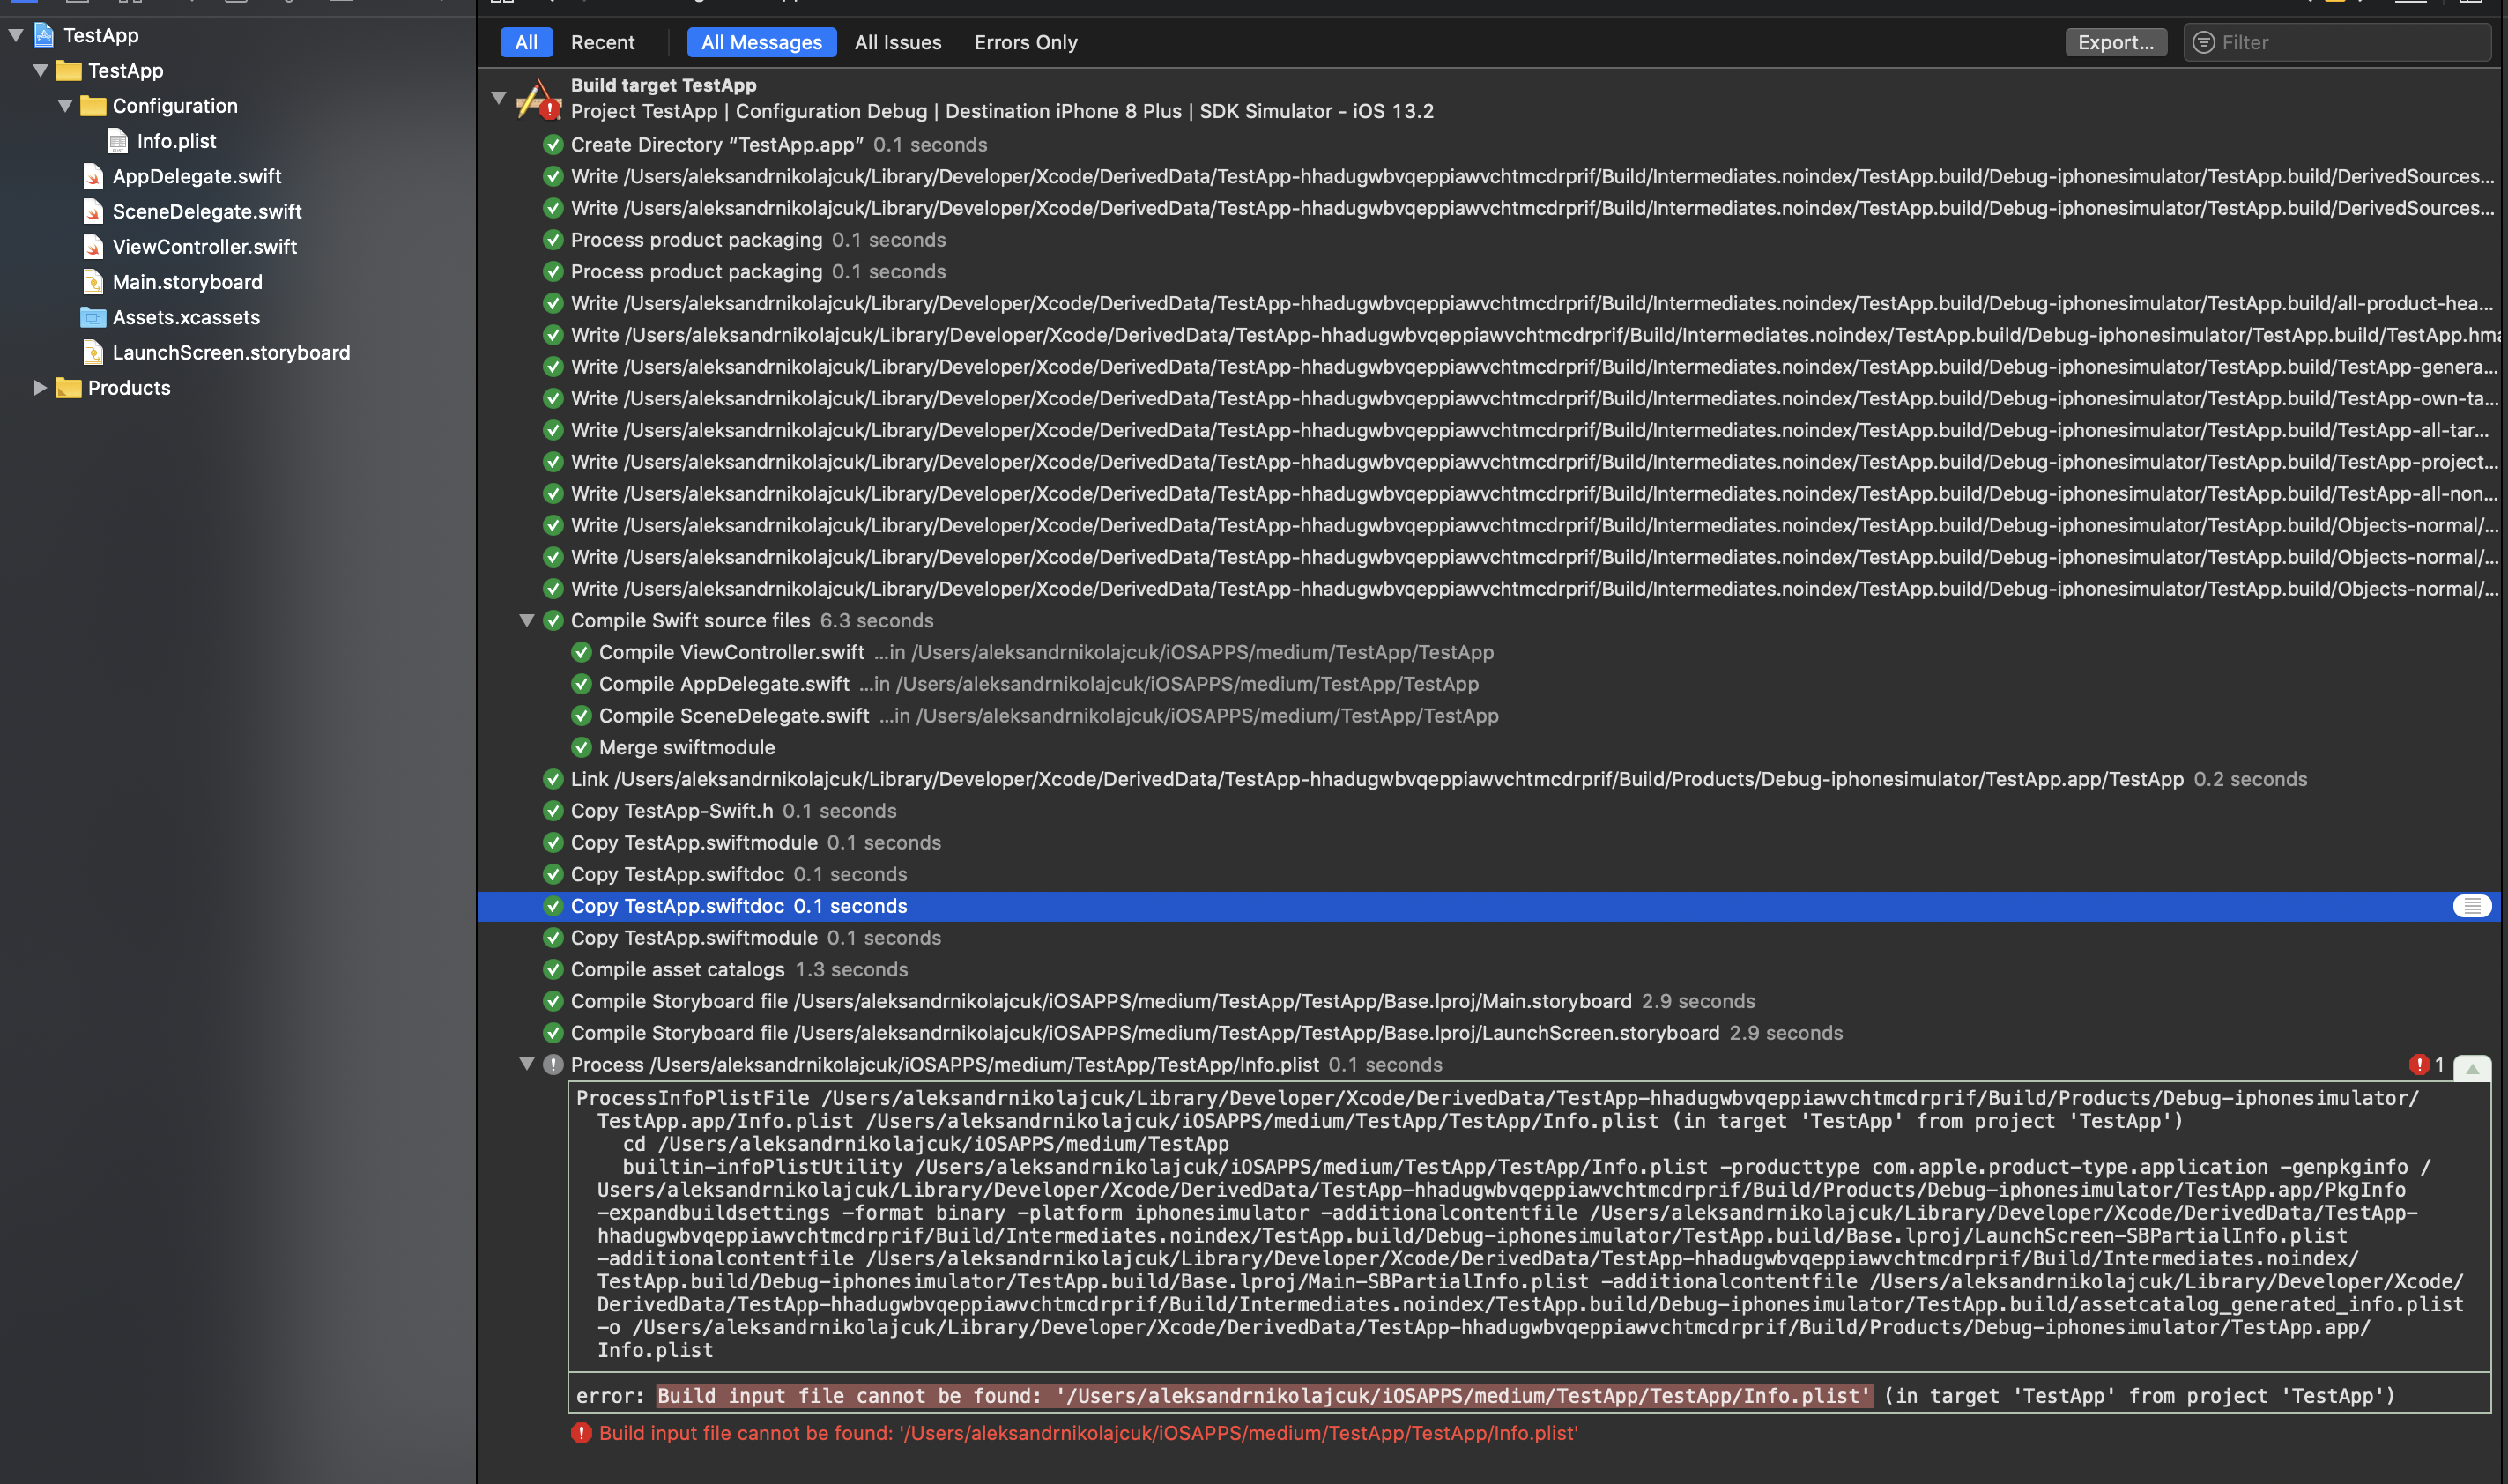 TestApp
TestApp
Configuration
Info.plist
AppDelegate.swift
SceneDelegate.swift
ViewController.swift
Main.storyboard
Assets.xcassets
LaunchScreen.storyboard
Products
All Recent All Messages All Issues Errors Only Export... Filter
Build target TestApp
Project TestApp | Configuration Debug | Destination iPhone 8 Plus | SDK Simulator - iOS 13.2
Create Directory “TestApp.app” 0.1 seconds
Write /Users/aleksandrnikolajcuk/Library/Developer/Xcode/DerivedData/TestApp-hhadugwbvqeppiawvchtmcdrprif/Build/Intermediates.noindex/TestApp.build/Debug-iphonesimulator/TestApp.build/DerivedSources...
Write /Users/aleksandrnikolajcuk/Library/Developer/Xcode/DerivedData/TestApp-hhadugwbvqeppiawvchtmcdrprif/Build/Intermediates.noindex/TestApp.build/Debug-iphonesimulator/TestApp.build/DerivedSources...
Process product packaging 0.1 seconds
Process product packaging 0.1 seconds
Write /Users/aleksandrnikolajcuk/Library/Developer/Xcode/DerivedData/TestApp-hhadugwbvqeppiawvchtmcdrprif/Build/Intermediates.noindex/TestApp.build/Debug-iphonesimulator/TestApp.build/all-product-hea...
Write /Users/aleksandrnikolajcuk/Library/Developer/Xcode/DerivedData/TestApp-hhadugwbvqeppiawvchtmcdrprif/Build/Intermediates.noindex/TestApp.build/Debug-iphonesimulator/TestApp.build/TestApp.hma
Write /Users/aleksandrnikolajcuk/Library/Developer/Xcode/DerivedData/TestApp-hhadugwbvqeppiawvchtmcdrprif/Build/Intermediates.noindex/TestApp.build/Debug-iphonesimulator/TestApp.build/TestApp-genera...
Write /Users/aleksandrnikolajcuk/Library/Developer/Xcode/DerivedData/TestApp-hhadugwbvqeppiawvchtmcdrprif/Build/Intermediates.noindex/TestApp.build/Debug-iphonesimulator/TestApp.build/TestApp-own-ta...
Write /Users/aleksandrnikolajcuk/Library/Developer/Xcode/DerivedData/TestApp-hhadugwbvqeppiawvchtmcdrprif/Build/Intermediates.noindex/TestApp.build/Debug-iphonesimulator/TestApp.build/TestApp-all-tar...
Write /Users/aleksandrnikolajcuk/Library/Developer/Xcode/DerivedData/TestApp-hhadugwbvqeppiawvchtmcdrprif/Build/Intermediates.noindex/TestApp.build/Debug-iphonesimulator/TestApp.build/TestApp-project...
Write /Users/aleksandrnikolajcuk/Library/Developer/Xcode/DerivedData/TestApp-hhadugwbvqeppiawvchtmcdrprif/Build/Intermediates.noindex/TestApp.build/Debug-iphonesimulator/TestApp.build/TestApp-all-non...
Write /Users/aleksandrnikolajcuk/Library/Developer/Xcode/DerivedData/TestApp-hhadugwbvqeppiawvchtmcdrprif/Build/Intermediates.noindex/TestApp.build/Debug-iphonesimulator/TestApp.build/Objects-normal/...
Write /Users/aleksandrnikolajcuk/Library/Developer/Xcode/DerivedData/TestApp-hhadugwbvqeppiawvchtmcdrprif/Build/Intermediates.noindex/TestApp.build/Debug-iphonesimulator/TestApp.build/Objects-normal/...
Write /Users/aleksandrnikolajcuk/Library/Developer/Xcode/DerivedData/TestApp-hhadugwbvqeppiawvchtmcdrprif/Build/Intermediates.noindex/TestApp.build/Debug-iphonesimulator/TestApp.build/Objects-normal/...
Compile Swift source files 6.3 seconds
Compile ViewController.swift ...in /Users/aleksandrnikolajcuk/iOSAPPS/medium/TestApp/TestApp
Compile AppDelegate.swift ...in /Users/aleksandrnikolajcuk/iOSAPPS/medium/TestApp/TestApp
Compile SceneDelegate.swift ...in /Users/aleksandrnikolajcuk/iOSAPPS/medium/TestApp/TestApp
Merge swiftmodule
Link /Users/aleksandrnikolajcuk/Library/Developer/Xcode/DerivedData/TestApp-hhadugwbvqeppiawvchtmcdrprif/Build/Products/Debug-iphonesimulator/TestApp.app/TestApp 0.2 seconds
Copy TestApp-Swift.h 0.1 seconds
Copy TestApp.swiftmodule 0.1 seconds
Copy TestApp.swiftdoc 0.1 seconds
Copy TestApp.swiftdoc 0.1 seconds
Copy TestApp.swiftmodule 0.1 seconds
Compile asset catalogs 1.3 seconds
Compile Storyboard file /Users/aleksandrnikolajcuk/iOSAPPS/medium/TestApp/TestApp/Base.lproj/Main.storyboard 2.9 seconds
Compile Storyboard file /Users/aleksandrnikolajcuk/iOSAPPS/medium/TestApp/TestApp/Base.lproj/LaunchScreen.storyboard 2.9 seconds
Process /Users/aleksandrnikolajcuk/iOSAPPS/medium/TestApp/TestApp/Info.plist 0.1 seconds 1
ProcessInfoPlistFile /Users/aleksandrnikolajcuk/Library/Developer/Xcode/DerivedData/TestApp-hhadugwbvqeppiawvchtmcdrprif/Build/Products/Debug-iphonesimulator/
TestApp.app/Info.plist /Users/aleksandrnikolajcuk/iOSAPPS/medium/TestApp/TestApp/Info.plist (in target 'TestApp' from project 'TestApp')
cd /Users/aleksandrnikolajcuk/iOSAPPS/medium/TestApp
builtin-infoPlistUtility /Users/aleksandrnikolajcuk/iOSAPPS/medium/TestApp/TestApp/Info.plist -producttype com.apple.product-type.application -genpkginfo /
Users/aleksandrnikolajcuk/Library/Developer/Xcode/DerivedData/TestApp-hhadugwbvqeppiawvchtmcdrprif/Build/Products/Debug-iphonesimulator/TestApp.app/PkgInfo
-expandbuildsettings -format binary -platform iphonesimulator -additionalcontentfile /Users/aleksandrnikolajcuk/Library/Developer/Xcode/DerivedData/TestApp-
hhadugwbvqeppiawvchtmcdrprif/Build/Intermediates.noindex/TestApp.build/Debug-iphonesimulator/TestApp.build/Base.lproj/LaunchScreen-SBPartialInfo.plist
-additionalcontentfile /Users/aleksandrnikolajcuk/Library/Developer/Xcode/DerivedData/TestApp-hhadugwbvqeppiawvchtmcdrprif/Build/Intermediates.noindex/
TestApp.build/Debug-iphonesimulator/TestApp.build/Base.lproj/Main-SBPartialInfo.plist -additionalcontentfile /Users/aleksandrnikolajcuk/Library/Developer/Xcode/
DerivedData/TestApp-hhadugwbvqeppiawvchtmcdrprif/Build/Intermediates.noindex/TestApp.build/Debug-iphonesimulator/TestApp.build/assetcatalog_generated_info.plist
-o /Users/aleksandrnikolajcuk/Library/Developer/Xcode/DerivedData/TestApp-hhadugwbvqeppiawvchtmcdrprif/Build/Products/Debug-iphonesimulator/TestApp.app/
Info.plist
error: Build input file cannot be found: '/Users/aleksandrnikolajcuk/iOSAPPS/medium/TestApp/TestApp/Info.plist' (in target 'TestApp' from project 'TestApp')
Build input file cannot be found: '/Users/aleksandrnikolajcuk/iOSAPPS/medium/TestApp/TestApp/Info.plist'